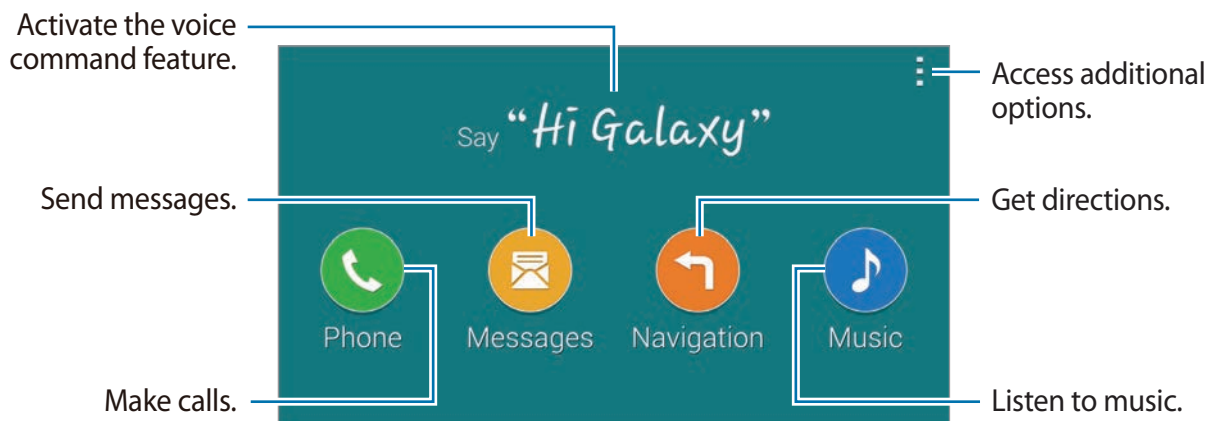 Activate the voice
command feature.
Access additional
options.
Say “Hi Galaxy”
Send messages.
Get directions.
Phone
Messages
Navigation
Music
Make calls.
Listen to music.